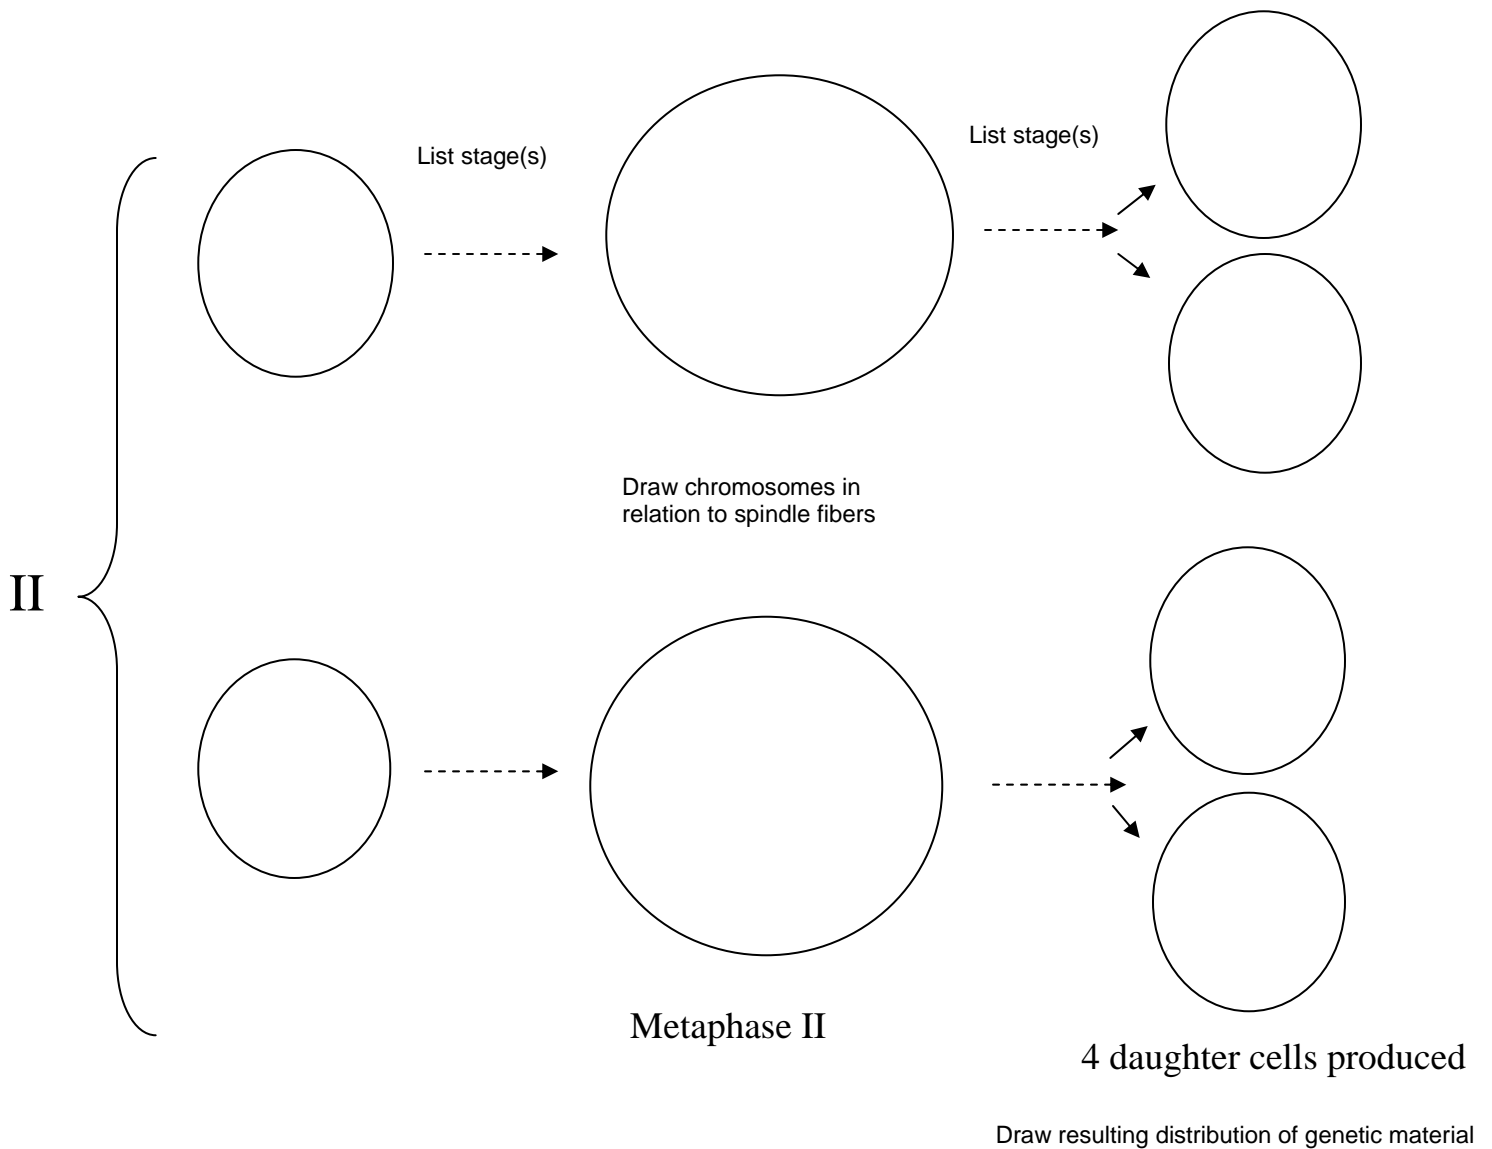 List stage(s)
List stage(s)
Draw chromosomes in
relation to spindle fibers
II
Metaphase II
4 daughter cells produced
Draw resulting distribution of genetic material